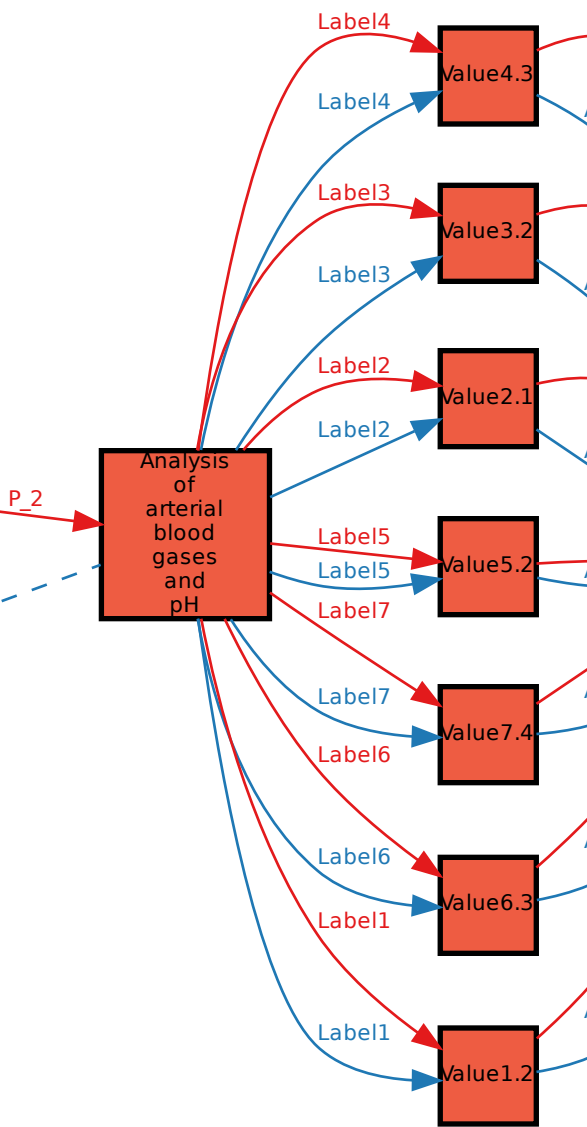 Label4
Value4.3
Label4
Label3
Value3.2
Label3
Label2
Value2.1
Label2
Analysis
of
arterial
blood
gases
and
pH
P_2
Label5
Value5.2
Label5
Label7
Label7
Value7.4
Label6
Label6
Value6.3
Label1
Label1
Value1.2